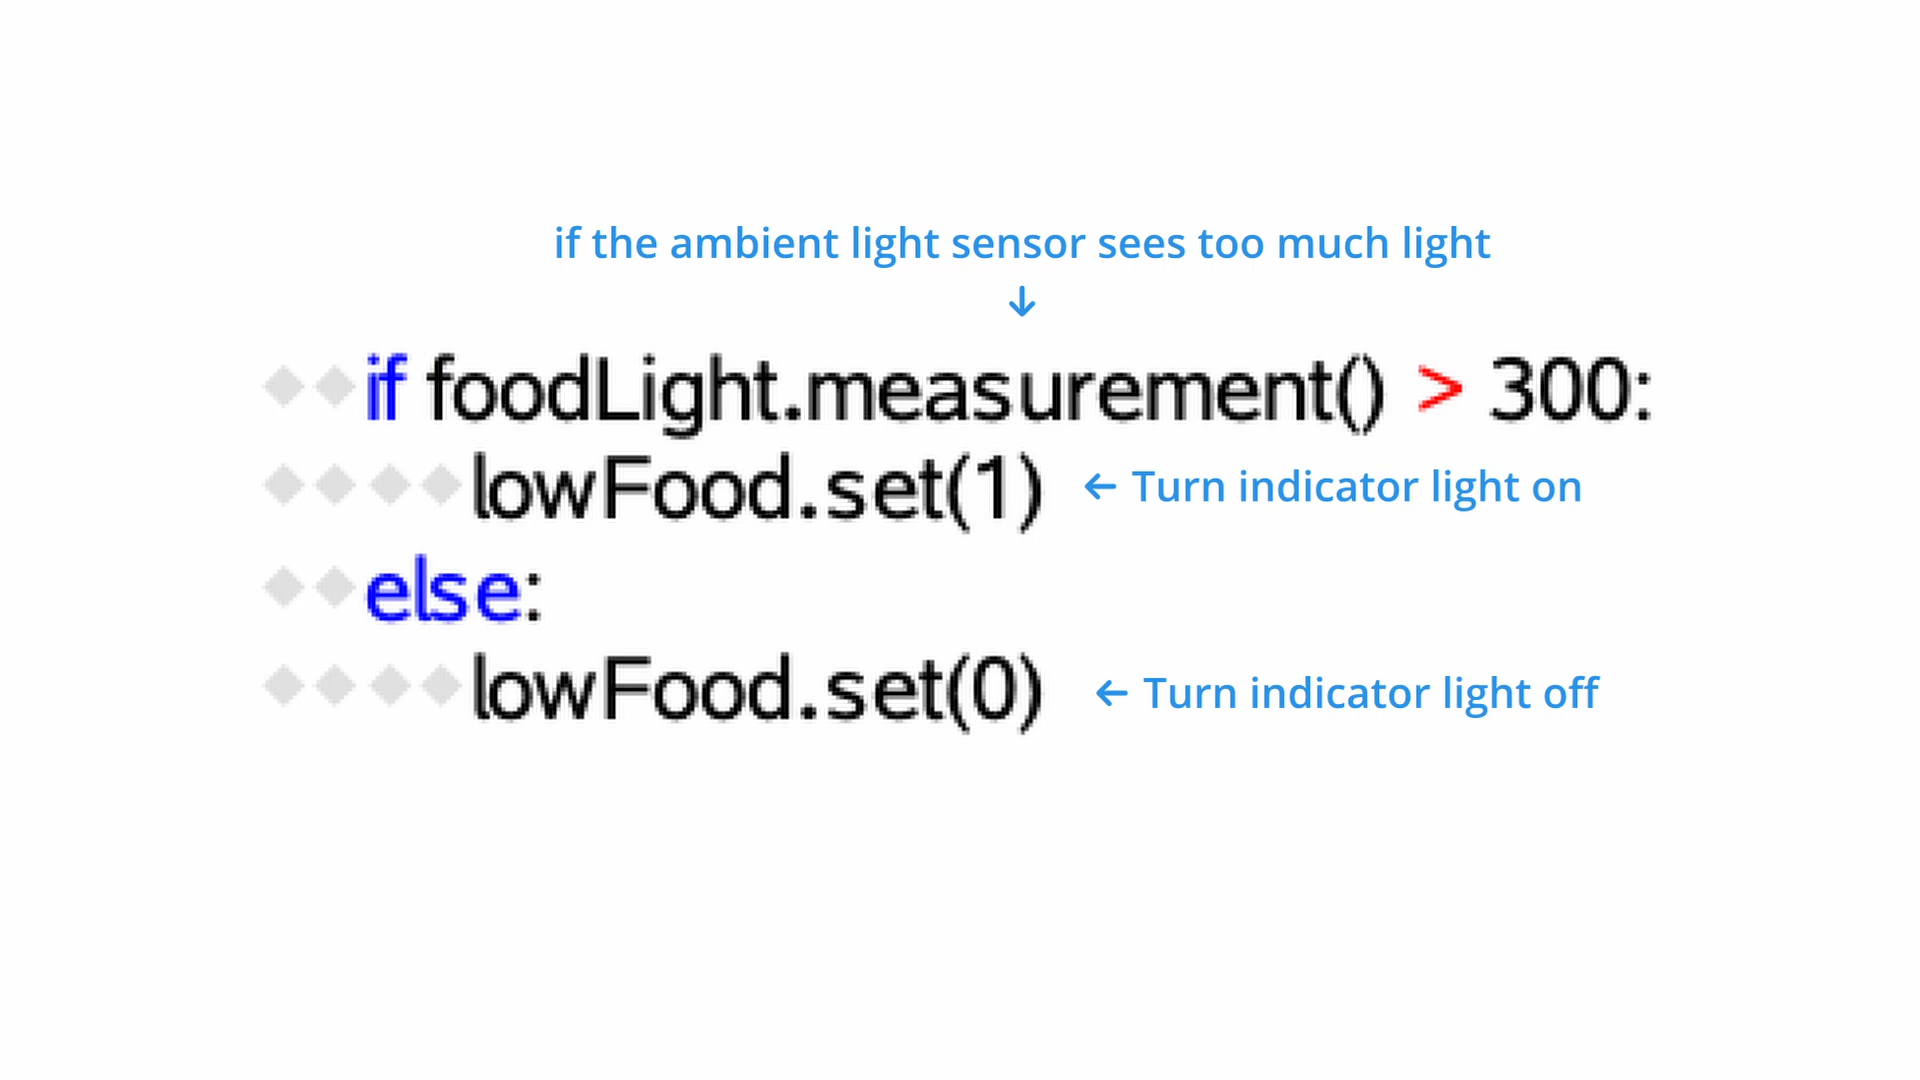 if the ambient light sensor sees too much light
↓
if foodLight.measurement() > 300:
lowFood.set(1) ← Turn indicator light on
else:
lowFood.set(0) ← Turn indicator light off